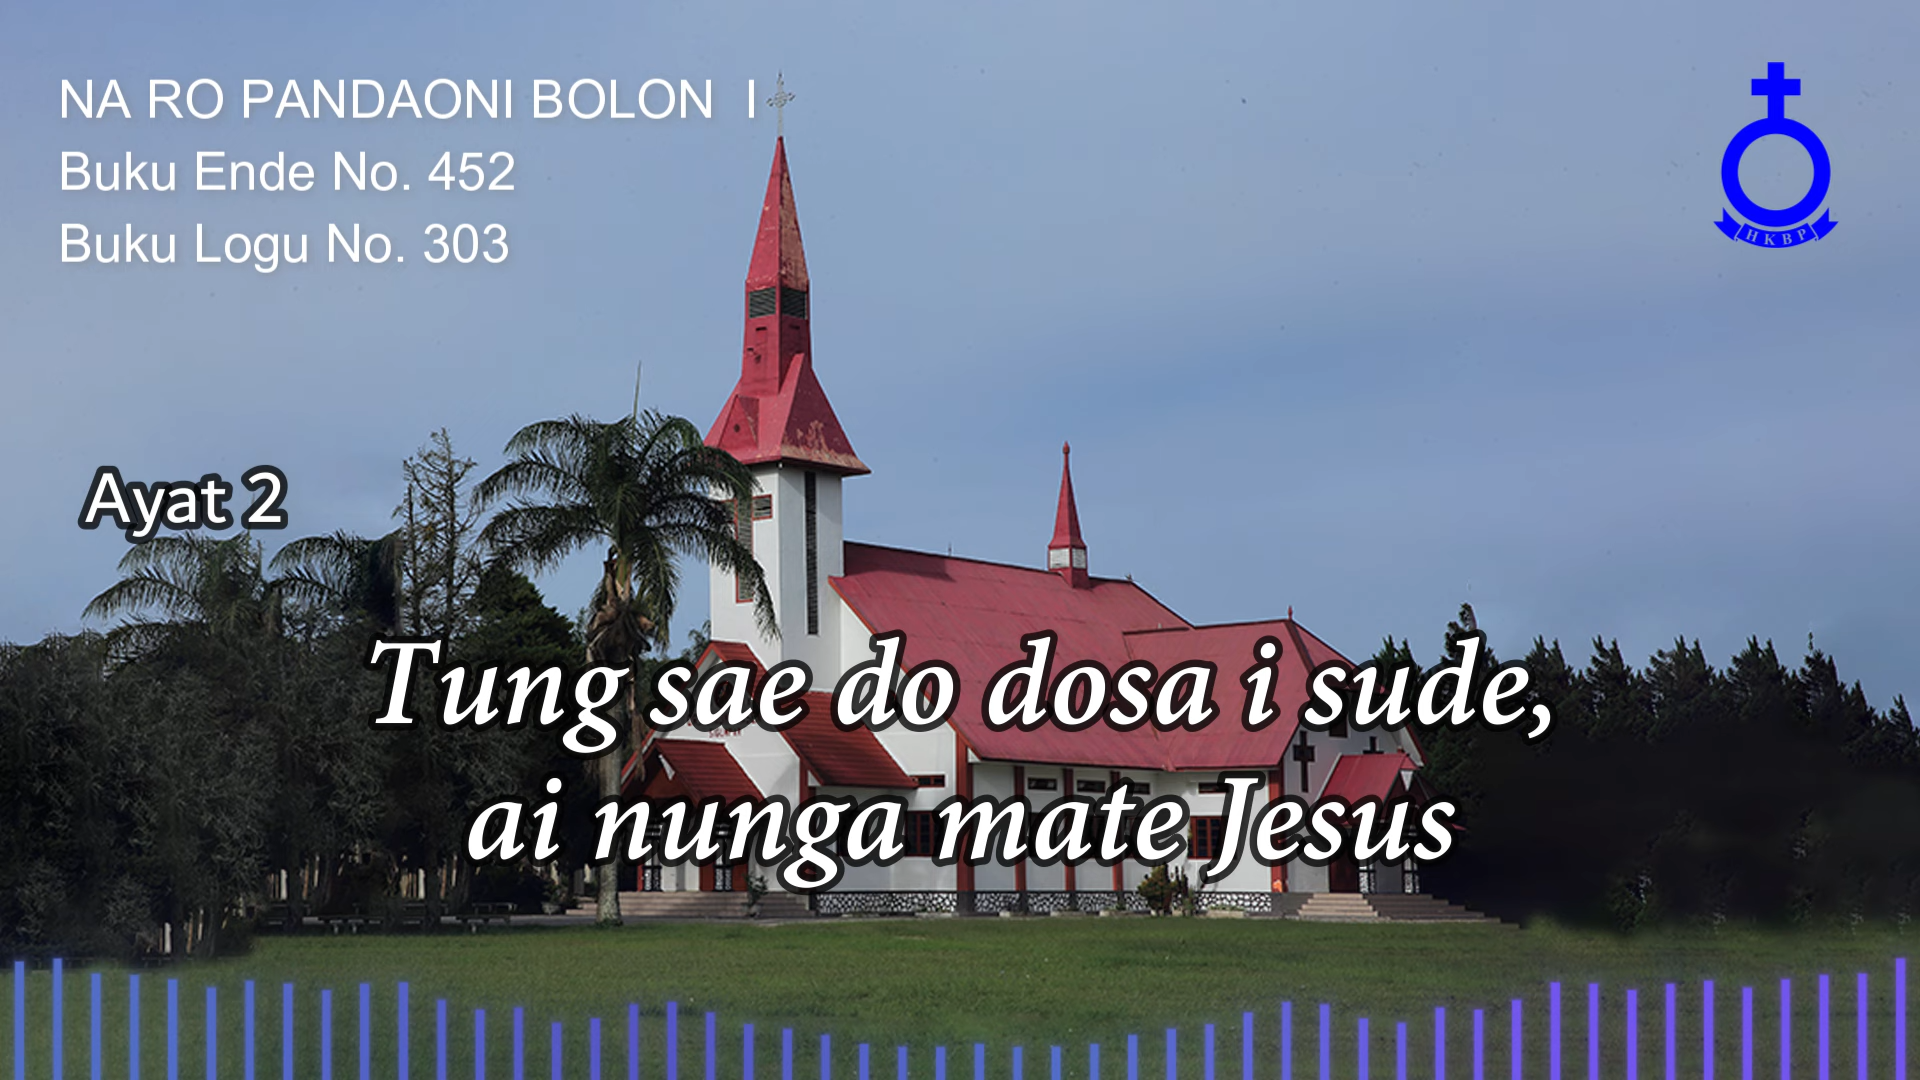 NA RO PANDAONI BOLON I
Buku Ende No. 452
Buku Logu No. 303
HKBP
Ayat 2
Tung sae do dosa i sude,
ai nunga mate Jesus